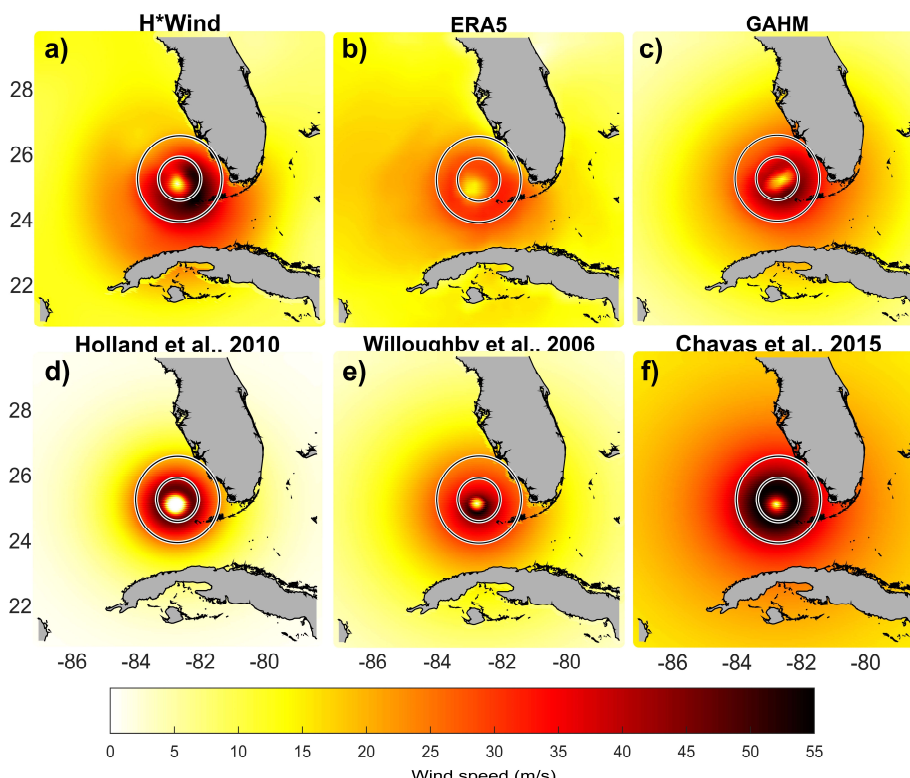 H*Wind ERA5 GAHM
a) b) c)
28
26
24
22
Holland et al., 2010 Willoughby et al., 2006 Chavas et al., 2015
d) e) f)
28
26
24
22
-86 -84 -82 -80 -86 -84 -82 -80 -86 -84 -82 -80
0 5 10 15 20 25 30 35 40 45 50 55
Wind speed (m/s)